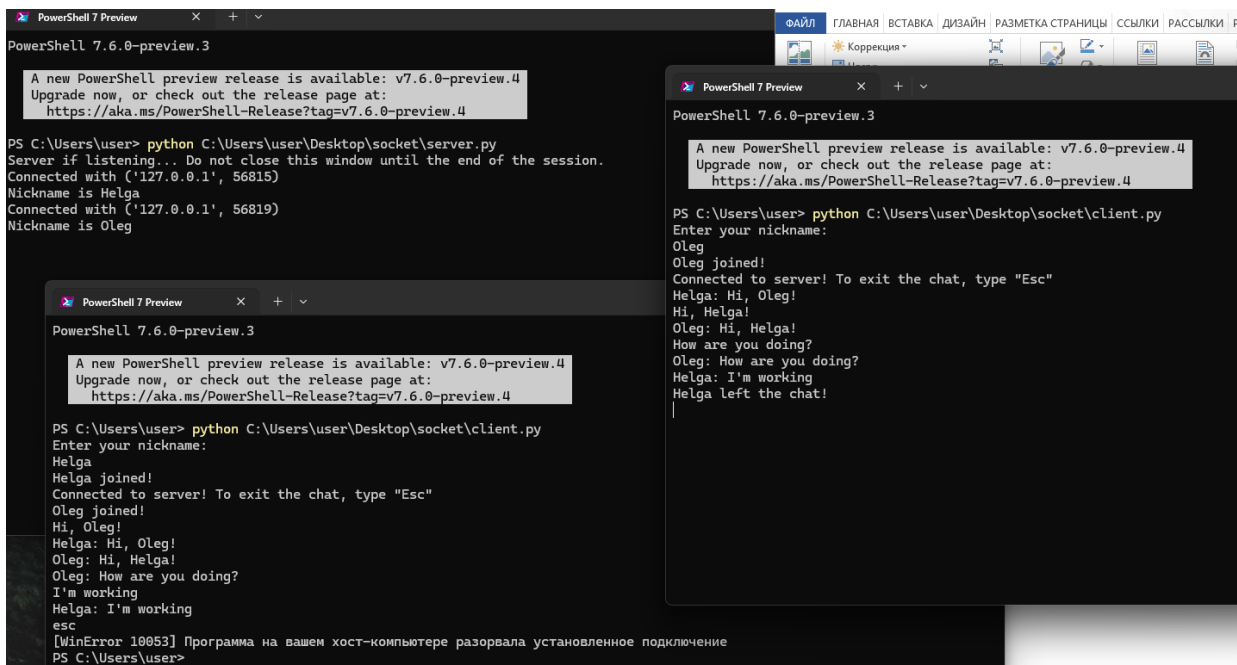 PowerShell 7 Preview
PowerShell 7.6.0-preview.3
A new PowerShell preview release is available: v7.6.0-preview.4
Upgrade now, or check out the release page at:
https://aka.ms/PowerShell-Release?tag=v7.6.0-preview.4
PS C:\Users\user> python C:\Users\user\Desktop\socket\server.py
Server if listening... Do not close this window until the end of the session.
Connected with ('127.0.0.1', 56815)
Nickname is Helga
Connected with ('127.0.0.1', 56819)
Nickname is Oleg
ФАЙЛ ГЛАВНАЯ ВСТАВКА ДИЗАЙН РАЗМЕТКА СТРАНИЦЫ ССЫЛКИ РАССЫЛКИ
Коррекция
PowerShell 7 Preview
PowerShell 7.6.0-preview.3
A new PowerShell preview release is available: v7.6.0-preview.4
Upgrade now, or check out the release page at:
https://aka.ms/PowerShell-Release?tag=v7.6.0-preview.4
PS C:\Users\user> python C:\Users\user\Desktop\socket\client.py
Enter your nickname:
Oleg
Oleg joined!
Connected to server! To exit the chat, type "Esc"
Helga: Hi, Oleg!
Hi, Helga!
Oleg: Hi, Helga!
How are you doing?
Oleg: How are you doing?
Helga: I'm working
Helga left the chat!
PowerShell 7 Preview
PowerShell 7.6.0-preview.3
A new PowerShell preview release is available: v7.6.0-preview.4
Upgrade now, or check out the release page at:
https://aka.ms/PowerShell-Release?tag=v7.6.0-preview.4
PS C:\Users\user> python C:\Users\user\Desktop\socket\client.py
Enter your nickname:
Helga
Helga joined!
Connected to server! To exit the chat, type "Esc"
Oleg joined!
Hi, Oleg!
Helga: Hi, Oleg!
Oleg: Hi, Helga!
Oleg: How are you doing?
I'm working
Helga: I'm working
esc
[WinError 10053] Программа на вашем хост-компьютере разорвала установленное подключение
PS C:\Users\user>